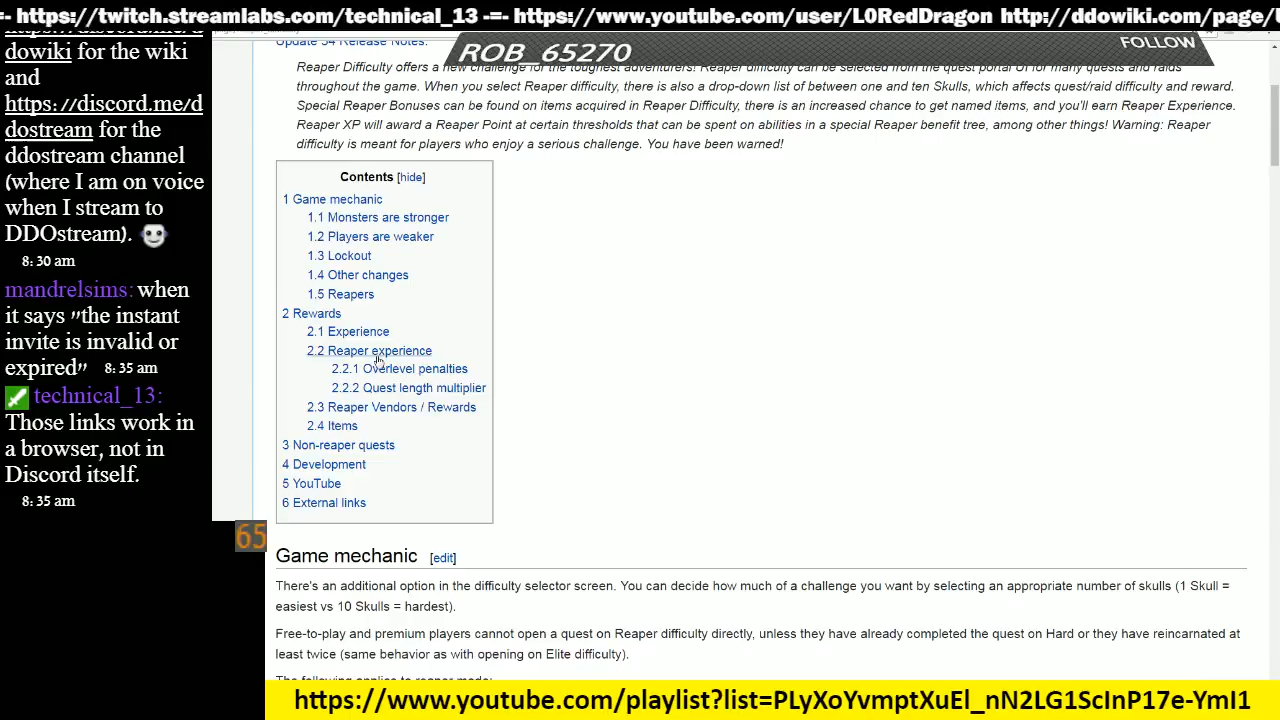 =- https://twitch.streamlabs.com/technical_13 -=- https://www.youtube.com/user/L0RedDragon http://ddowiki.com/page/U
https://discord.me/d
dowiki for the wiki
and
https://discord.me/d
dostream for the
ddostream channel
(where I am on voice
when I stream to
DDOstream).
8:30 am
mandrelsims: when
it says "the instant
invite is invalid or
expired" 8:35 am
technical_13:
Those links work in
a browser, not in
Discord itself.
8:35 am
65
ROB_65270
FOLLOW
Update 34 Release Notes:
Reaper Difficulty offers a new challenge for the toughest adventurers! Reaper difficulty can be selected from the quest portal UI for many quests and raids
throughout the game. When you select Reaper difficulty, there is also a drop-down list of between one and ten Skulls, which affects quest/raid difficulty and reward.
Special Reaper Bonuses can be found on items acquired in Reaper Difficulty, there is an increased chance to get named items, and you'll earn Reaper Experience.
Reaper XP will award a Reaper Point at certain thresholds that can be spent on abilities in a special Reaper benefit tree, among other things! Warning: Reaper
difficulty is meant for players who enjoy a serious challenge. You have been warned!
Contents [hide]
1 Game mechanic
1.1 Monsters are stronger
1.2 Players are weaker
1.3 Lockout
1.4 Other changes
1.5 Reapers
2 Rewards
2.1 Experience
2.2 Reaper experience
2.2.1 Overlevel penalties
2.2.2 Quest length multiplier
2.3 Reaper Vendors / Rewards
2.4 Items
3 Non-reaper quests
4 Development
5 YouTube
6 External links
Game mechanic [edit]
There's an additional option in the difficulty selector screen. You can decide how much of a challenge you want by selecting an appropriate number of skulls (1 Skull =
easiest vs 10 Skulls = hardest).
Free-to-play and premium players cannot open a quest on Reaper difficulty directly, unless they have already completed the quest on Hard or they have reincarnated at
least twice (same behavior as with opening on Elite difficulty).
The following applies to reaper mode:
https://www.youtube.com/playlist?list=PLyXoYvmptXuEl_nN2LG1ScInP17e-YmI1